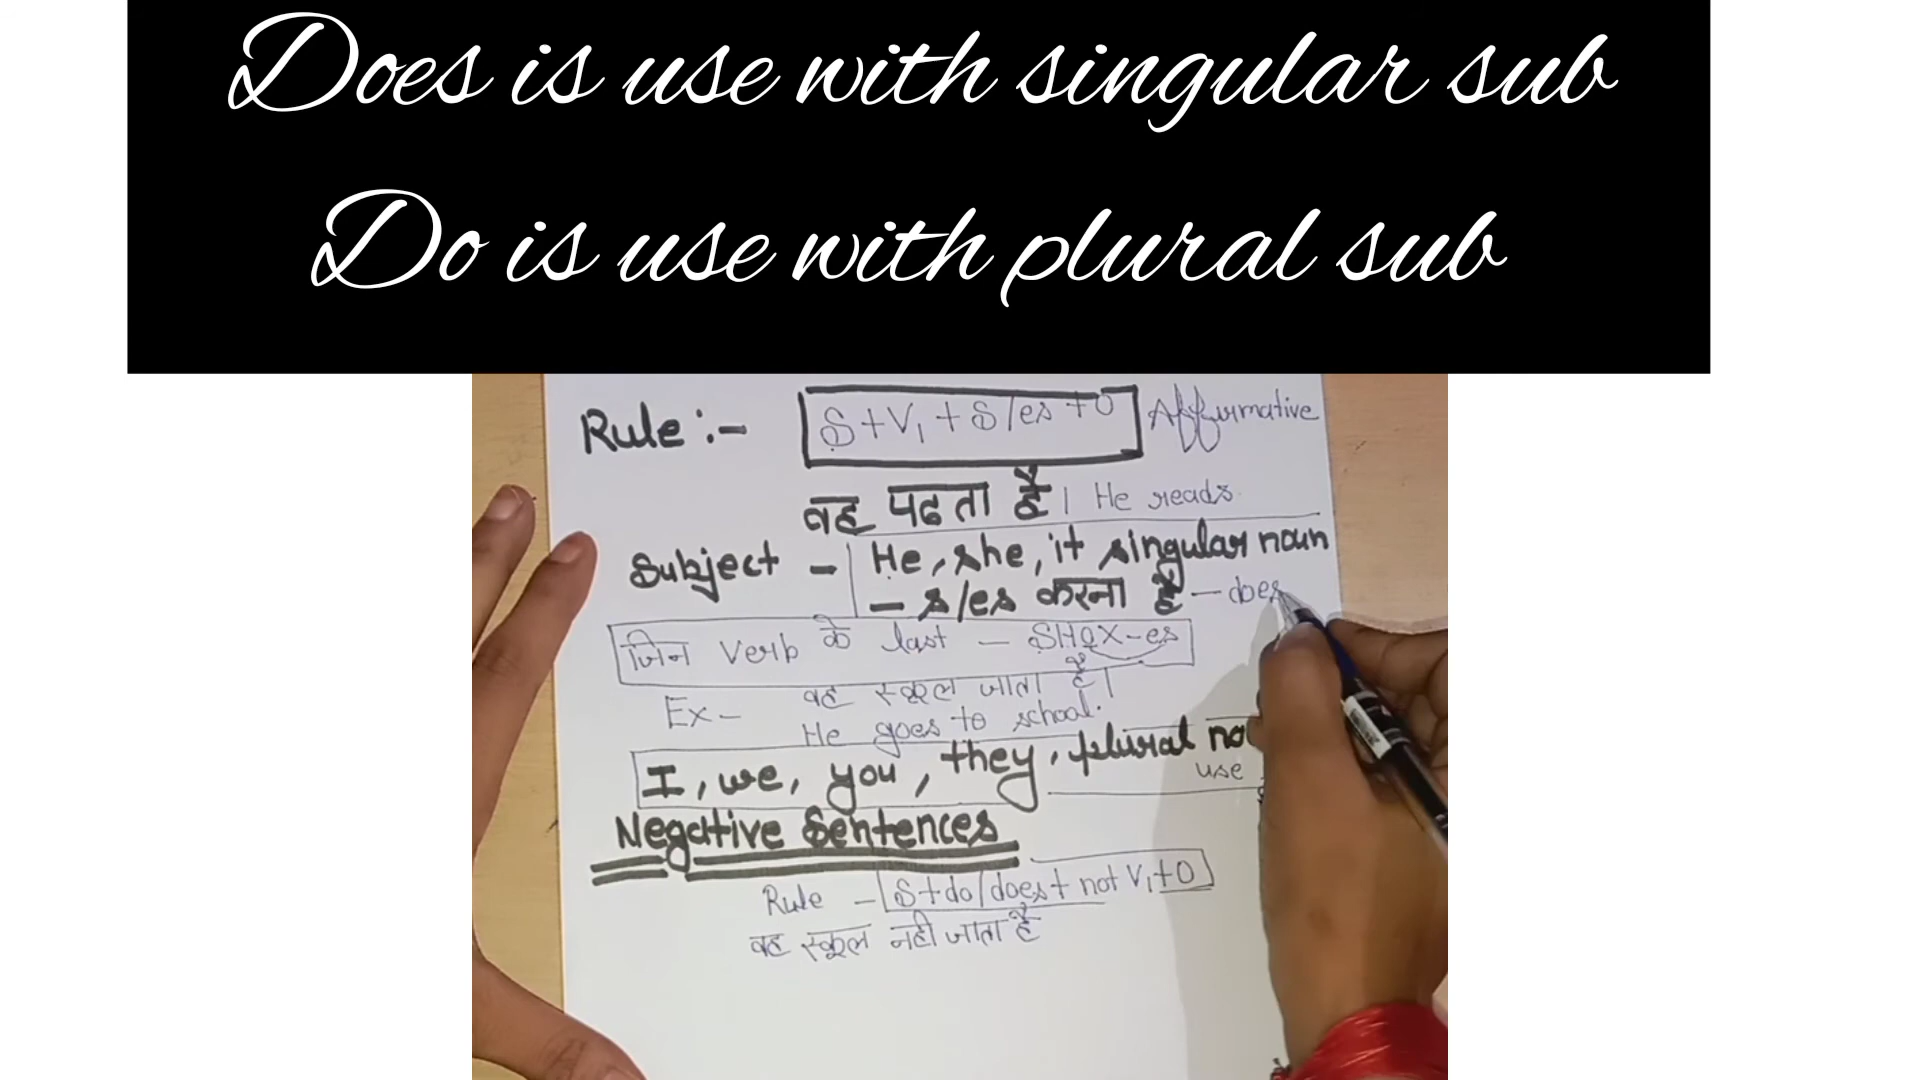 Does is use with singular sub
Do is use with plural sub
Rule :- S+V1+S/es+O Affirmative
वह पढता है। He reads.
Subject - He, she, it singular noun
- s/es करना है - does
जिन Verb के last - SHOX-es
Ex - वह स्कूल जाता है।
He goes to school.
I, we, you, they, plural
use
Negative Sentences
Rule - S+do/does+ not V1+O
वह स्कूल नही जाता है